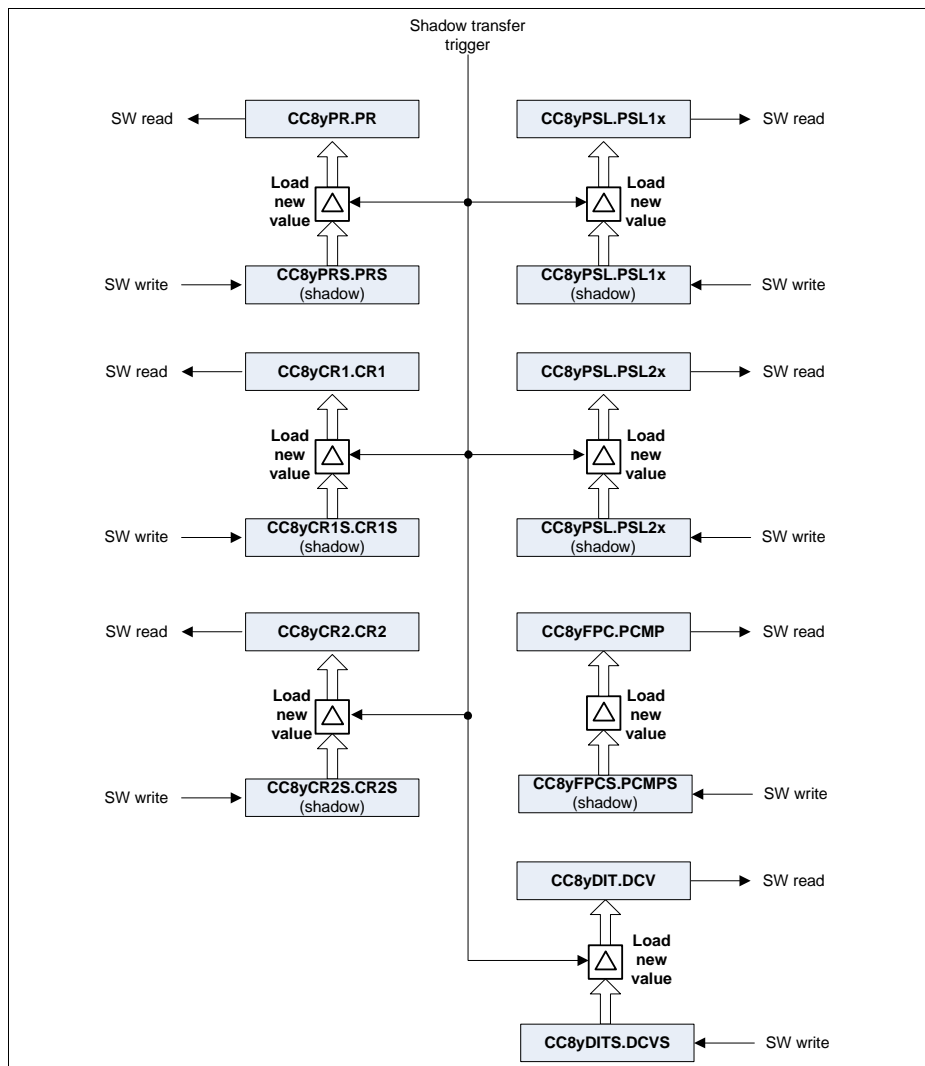 Shadow transfer
trigger
SW read
CC8yPR.PR
CC8yPSL.PSL1x
SW read
Load
new
value
Load
new
value
SW write
CC8yPRS.PRS
(shadow)
CC8yPSL.PSL1x
(shadow)
SW write
SW read
CC8yCR1.CR1
CC8yPSL.PSL2x
SW read
Load
new
value
Load
new
value
SW write
CC8yCR1S.CR1S
(shadow)
CC8yPSL.PSL2x
(shadow)
SW write
SW read
CC8yCR2.CR2
CC8yFPC.PCMP
SW read
Load
new
value
Load
new
value
SW write
CC8yCR2S.CR2S
(shadow)
CC8yFPCS.PCMPS
(shadow)
SW write
CC8yDIT.DCV
SW read
Load
new
value
CC8yDITS.DCVS
SW write